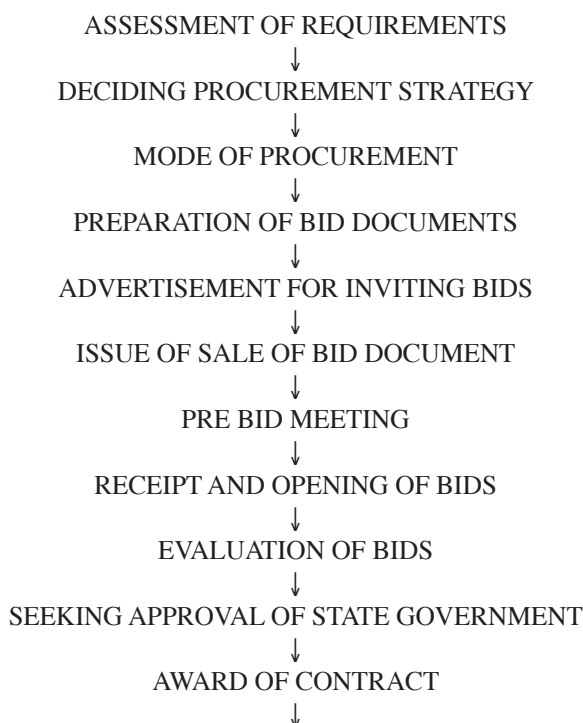 ASSESSMENT OF REQUIREMENTS
↓
DECIDING PROCUREMENT STRATEGY
↓
MODE OF PROCUREMENT
↓
PREPARATION OF BID DOCUMENTS
↓
ADVERTISEMENT FOR INVITING BIDS
↓
ISSUE OF SALE OF BID DOCUMENT
↓
PRE BID MEETING
↓
RECEIPT AND OPENING OF BIDS
↓
EVALUATION OF BIDS
↓
SEEKING APPROVAL OF STATE GOVERNMENT
↓
AWARD OF CONTRACT
↓